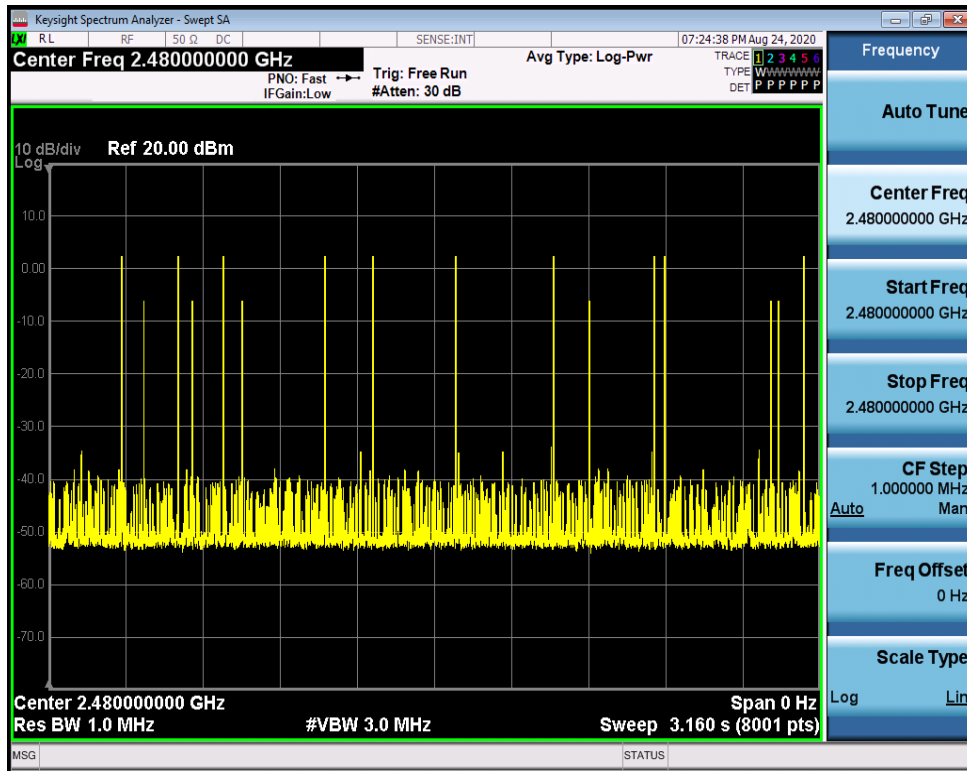 Keysight Spectrum Analyzer - Swept SA
LXI RL RF 50 Ω DC SENSE:INT 07:24:38 PM Aug 24, 2020
Center Freq 2.480000000 GHz Avg Type: Log-Pwr TRACE 1 2 3 4 5 6
PNO: Fast Trig: Free Run TYPE WWWWWW
IFGain:Low #Atten: 30 dB DET P P P P P P
10 dB/div Ref 20.00 dBm
Log
10.0
0.00
-10.0
-20.0
-30.0
-40.0
-50.0
-60.0
-70.0
Center 2.480000000 GHz Span 0 Hz
Res BW 1.0 MHz #VBW 3.0 MHz Sweep 3.160 s (8001 pts)
MSG STATUS
Frequency
Auto Tune
Center Freq
2.480000000 GHz
Start Freq
2.480000000 GHz
Stop Freq
2.480000000 GHz
CF Step
1.000000 MHz
Auto Man
Freq Offset
0 Hz
Scale Type
Log Lin